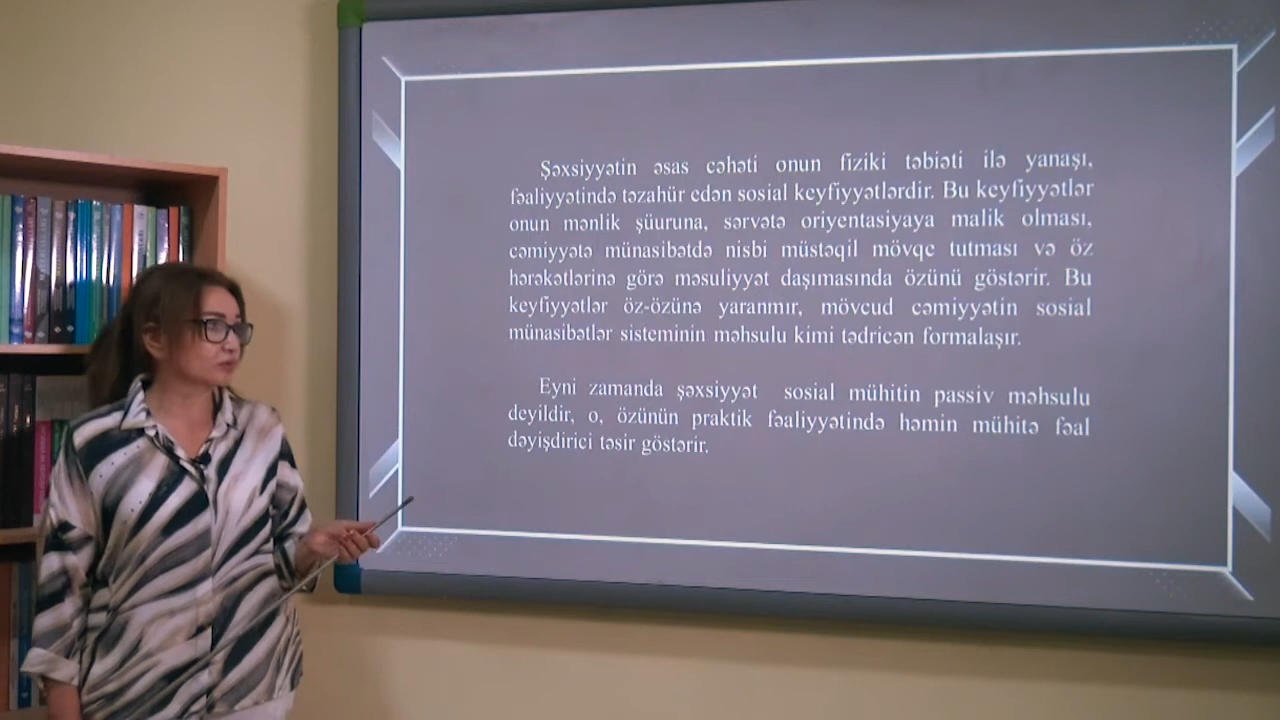 Şəxsiyyətin əsas cəhəti onun fiziki təbiəti ilə yanaşı,
fəaliyyətində təzahür edən sosial keyfiyyətlərdir. Bu keyfiyyətlər
onun mənlik şüuruna, sərvətə oriyentasiyaya malik olması,
cəmiyyətə münasibətdə nisbi müstəqil mövqe tutması və öz
hərəkətlərinə görə məsuliyyət daşımasında özünü göstərir. Bu
keyfiyyətlər öz-özünə yaranmır, mövcud cəmiyyətin sosial
münasibətlər sisteminin məhsulu kimi tədricən formalaşır.
Eyni zamanda şəxsiyyət sosial mühitin passiv məhsulu
deyildir, o, özünün praktik fəaliyyətində həmin mühitə fəal
dəyişdirici təsir göstərir.